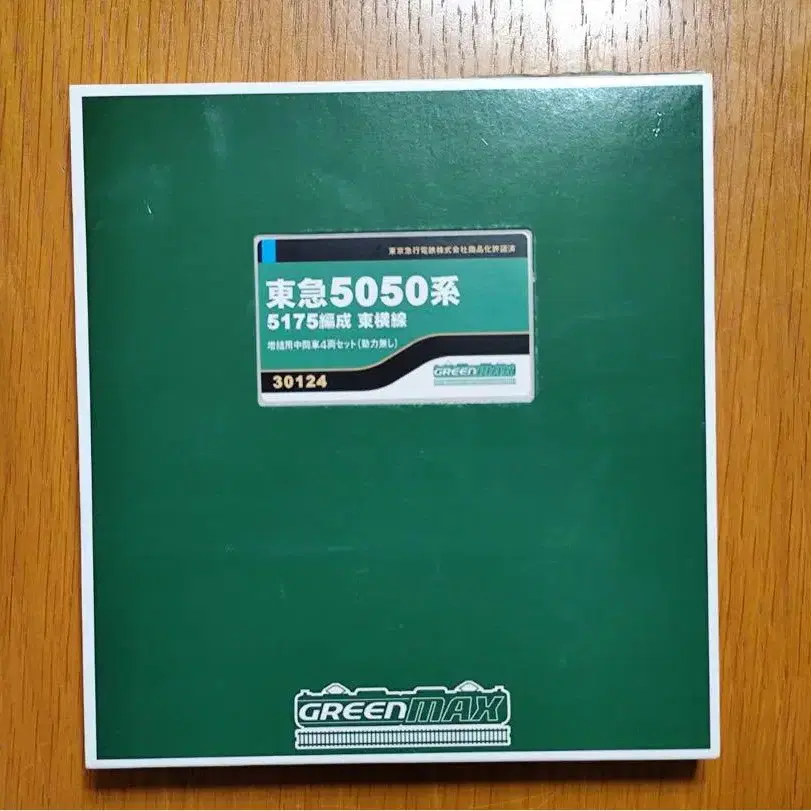 東京急行電鉄株式会社商品化許諾済
東急5050系
5175編成 東横線
増結用中間車4両セット(動力無し)
30124
GREENMAX
GREENMAX